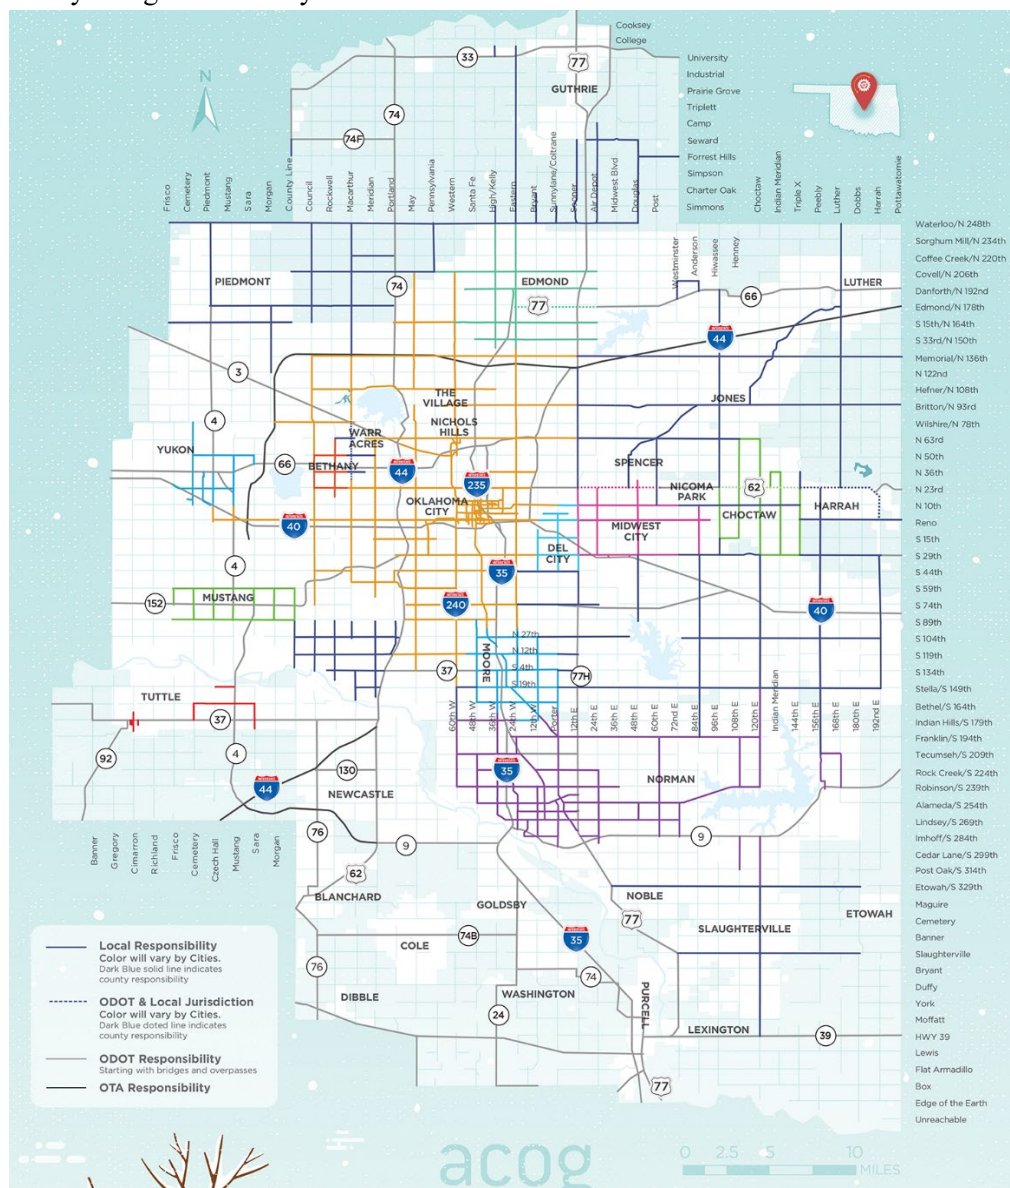 Cooksey
College
University
Industrial
Prairie Grove
Triplett
Camp
Seward
Forrest Hills
Simpson
Charter Oak
Simmons
33
77
GUTHRIE
N
74
74F
Frisco
Cemetery
Piedmont
Mustang
Sara
Morgan
County Line
Council
Rockwell
Macarthur
Meridian
Portland
May
Pennsylvania
Western
Santa Fe
High/Kelly
Eastern
Bryant
Sunnylane/Coltrane
Sooner
Air Depot
Midwest Blvd
Douglas
Post
Westminster
Anderson
Hiwassee
Henney
Choctaw
Indian Meridian
Triple X
Peebly
Luther
Dobbs
Harrah
Pottawatomie
Waterloo/N 248th
Sorghum Mill/N 234th
Coffee Creek/N 220th
Covell/N 206th
Danforth/N 192nd
Edmond/N 178th
S 15th/N 164th
S 33rd/N 150th
Memorial/N 136th
N 122nd
Hefner/N 108th
Britton/N 93rd
Wilshire/N 78th
N 63rd
N 50th
N 36th
N 23rd
N 10th
Reno
S 15th
S 29th
S 44th
S 59th
S 74th
S 89th
S 104th
S 119th
S 134th
Stella/S 149th
Bethel/S 164th
Indian Hills/S 179th
Franklin/S 194th
Tecumseh/S 209th
Rock Creek/S 224th
Robinson/S 239th
Alameda/S 254th
Lindsey/S 269th
Imhoff/S 284th
Cedar Lane/S 299th
Post Oak/S 314th
Etowah/S 329th
Maguire
Cemetery
Banner
Slaughterville
Bryant
Duffy
York
Moffatt
HWY 39
Lewis
Flat Armadillo
Box
Edge of the Earth
Unreachable
PIEDMONT
74
EDMOND
77
66
LUTHER
44
3
4
THE
VILLAGE
NICHOLS
HILLS
JONES
WARR
ACRES
YUKON
66
BETHANY
44
235
SPENCER
NICOMA
PARK
62
OKLAHOMA
CITY
CHOCTAW
HARRAH
40
MIDWEST
CITY
DEL
CITY
4
35
152
MUSTANG
240
40
MOORE
N 27th
N 12th
S 4th
S 19th
37
77H
TUTTLE
37
92
4
44
130
NEWCASTLE
60th W
48th W
36th W
24th W
12th W
Porter
12th E
24th E
36th E
48th E
60th E
72nd E
84th E
96th E
108th E
120th E
Indian Meridian
144th E
156th E
168th E
180th E
192nd E
35
NORMAN
76
9
9
Banner
Gregory
Cimarron
Richland
Frisco
Cemetery
Czech Hall
Mustang
Sara
Morgan
62
BLANCHARD
GOLDSBY
NOBLE
77
ETOWAH
SLAUGHTERVILLE
COLE
74B
35
76
74
DIBBLE
WASHINGTON
24
PURCELL
LEXINGTON
39
77
Local Responsibility
Color will vary by Cities.
Dark Blue solid line indicates
county responsibility
ODOT & Local Jurisdiction
Color will vary by Cities.
Dark Blue doted line indicates
county responsibility
ODOT Responsibility
Starting with bridges and overpasses
OTA Responsibility
acog
0 2.5 5 10
MILES